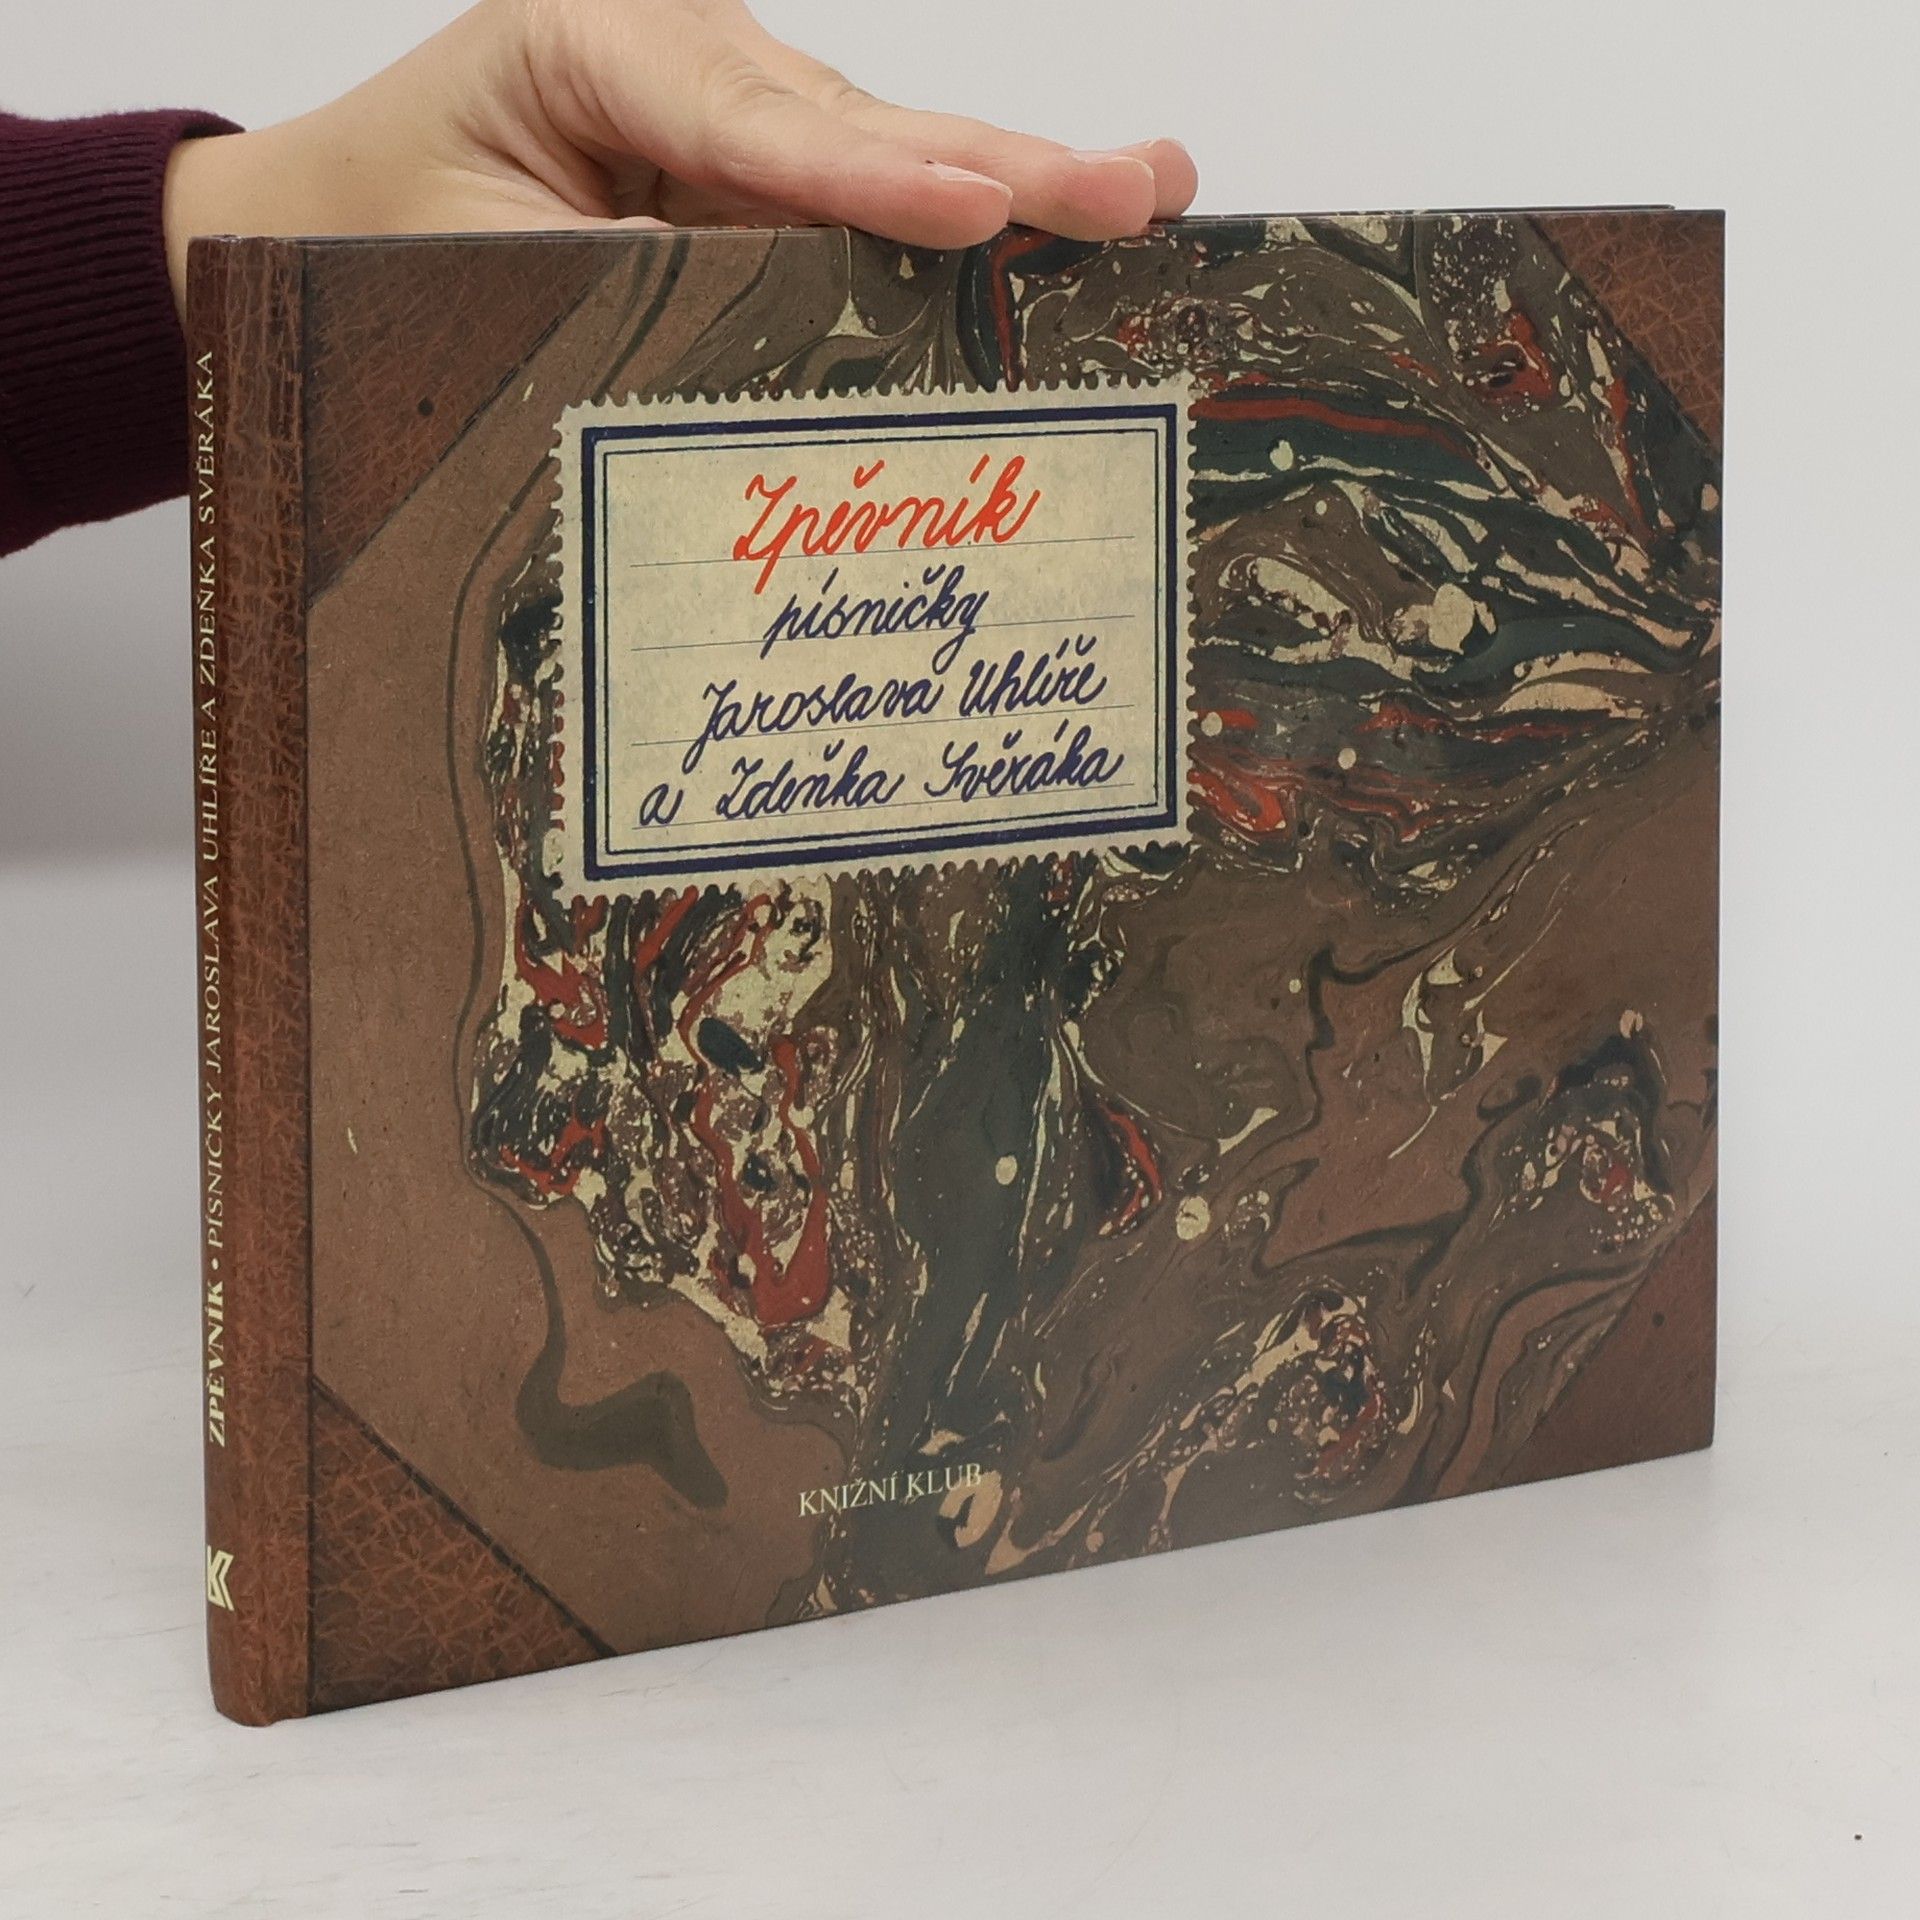 Zpěvník
písničky
Jaroslava Uhlíře
a Zdeňka Svěráka
KNIŽNÍ KLUB
ZPĚVNÍK • PÍSNIČKY JAROSLAVA UHLÍŘE A ZDEŇKA SVĚRÁKA